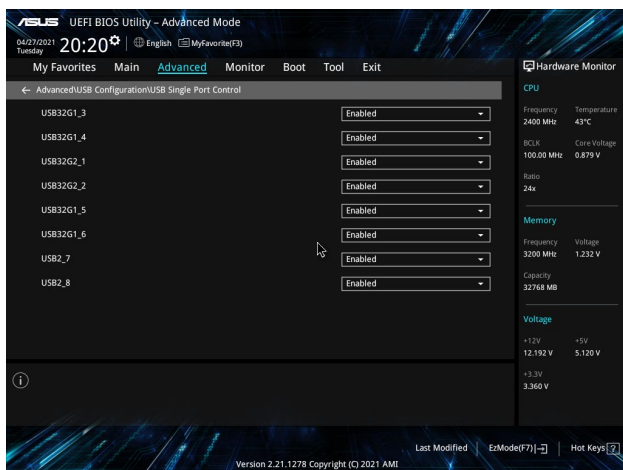 ASUS UEFI BIOS Utility – Advanced Mode
04/27/2021 Tuesday 20:20 English MyFavorite(F3)
My Favorites Main Advanced Monitor Boot Tool Exit
Hardware Monitor
← Advanced\USB Configuration\USB Single Port Control
USB32G1_3 Enabled
USB32G1_4 Enabled
USB32G2_1 Enabled
USB32G2_2 Enabled
USB32G1_5 Enabled
USB32G1_6 Enabled
USB2_7 Enabled
USB2_8 Enabled
CPU
Frequency Temperature
2400 MHz 43°C
BCLK Core Voltage
100.00 MHz 0.879 V
Ratio
24x
Memory
Frequency Voltage
3200 MHz 1.232 V
Capacity
32768 MB
Voltage
+12V +5V
12.192 V 5.120 V
+3.3V
3.360 V
Last Modified EzMode(F7) Hot Keys ?
Version 2.21.1278 Copyright (C) 2021 AMI